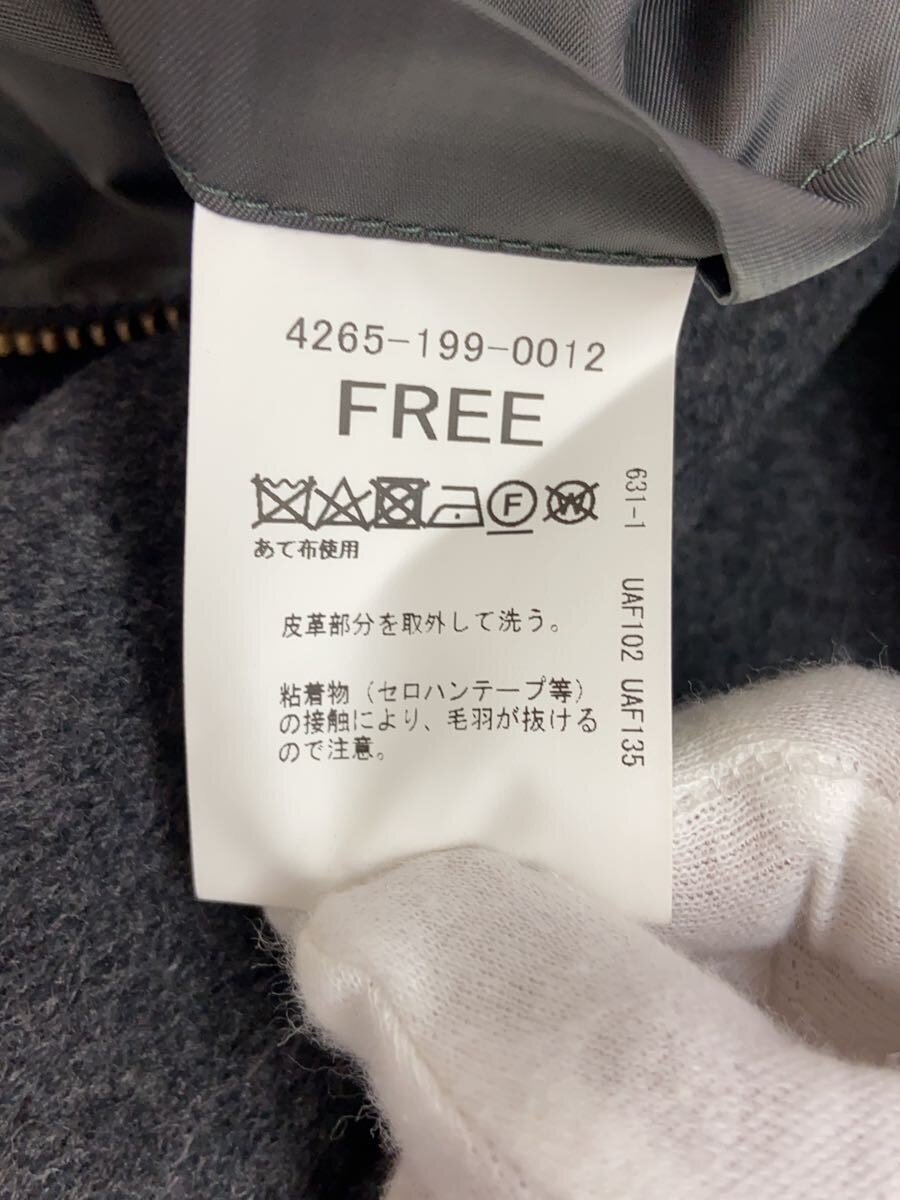 4265-199-0012
FREE
F W
あて布使用
皮革部分を取外して洗う。
粘着物（セロハンテープ等）
の接触により、毛羽が抜ける
ので注意。
631-1 UAF102 UAF135